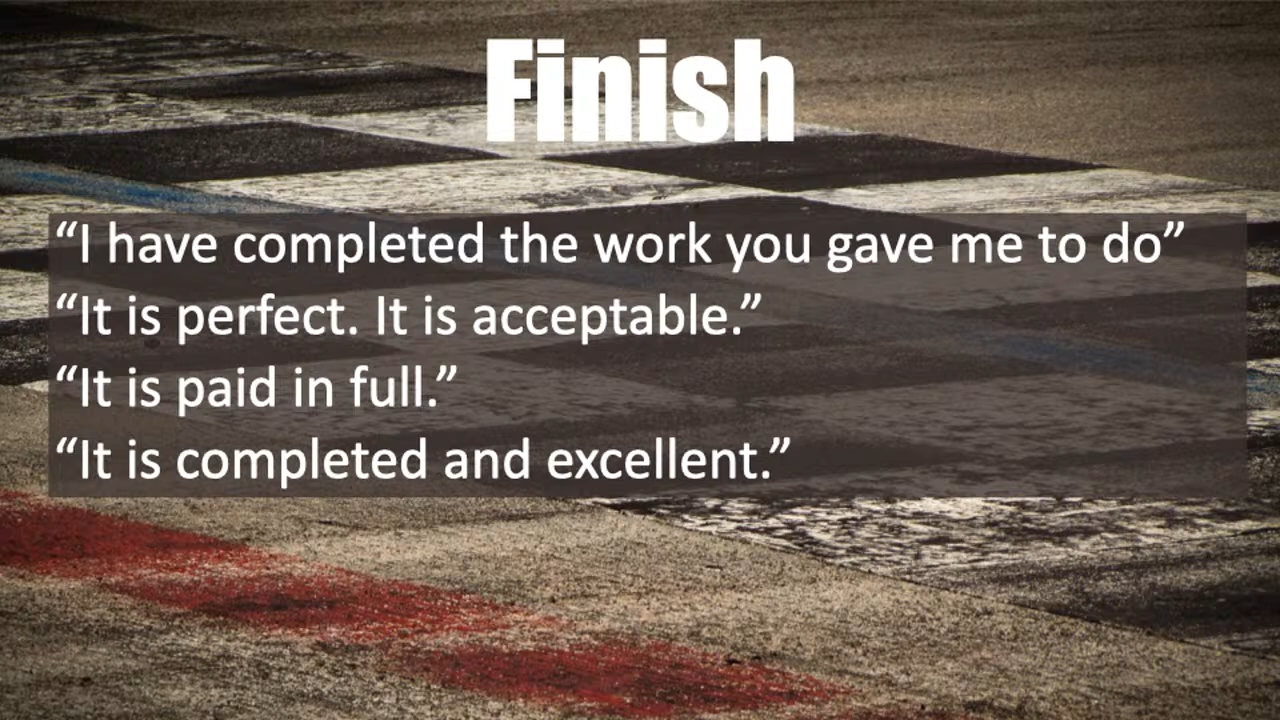 Finish
“I have completed the work you gave me to do”
“It is perfect. It is acceptable.”
“It is paid in full.”
“It is completed and excellent.”